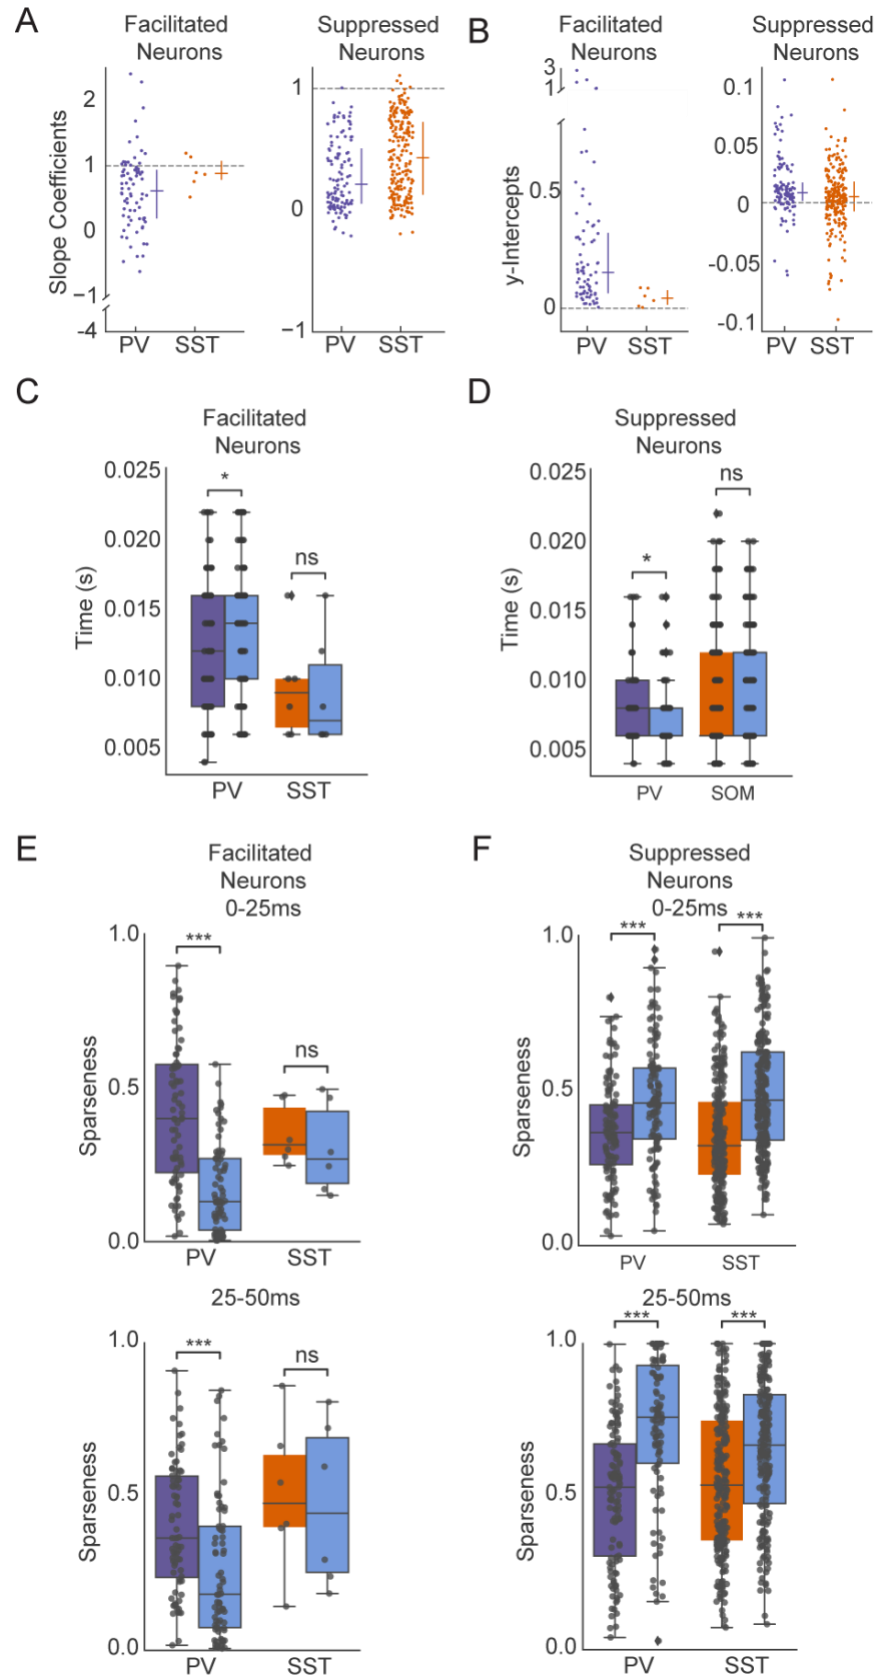 A
Facilitated
Neurons
Suppressed
Neurons
B
Facilitated
Neurons
Suppressed
Neurons
Slope Coefficients
2
1
0
−1
-4
PV
SST
1
0
−1
PV
SST
y-Intercepts
3
1
0.5
0
PV
SST
0.1
0.05
0
-0.05
-0.1
PV
SST
C
Facilitated
Neurons
Time (s)
0.025
0.020
0.015
0.010
0.005
*
ns
PV
SST
D
Suppressed
Neurons
Time (s)
0.025
0.020
0.015
0.010
0.005
*
ns
PV
SOM
E
Facilitated
Neurons
0-25ms
Sparseness
1.0
0.5
0.0
***
ns
PV
SST
25-50ms
Sparseness
1.0
0.5
0.0
***
ns
PV
SST
F
Suppressed
Neurons
0-25ms
Sparseness
1.0
0.5
0.0
***
***
PV
SST
25-50ms
Sparseness
1.0
0.5
0.0
***
***
PV
SST